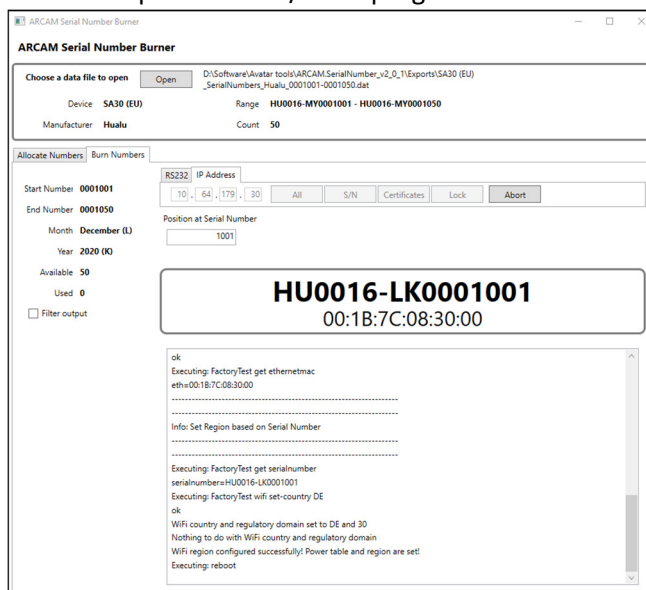 ARCAM Serial Number Burner
ARCAM Serial Number Burner
Choose a data file to open
Open
D:\Software\Avatar tools\ARCAM.SerialNumber_v2_0_1\Exports\SA30 (EU)
_SerialNumbers_Hualu_0001001-0001050.dat
Device SA30 (EU)
Range HU0016-MY0001001 - HU0016-MY0001050
Manufacturer Hualu
Count 50
Allocate Numbers Burn Numbers
RS232 IP Address
Start Number 0001001
10 . 64 . 179 . 30 All S/N Certificates Lock Abort
End Number 0001050
Position at Serial Number
Month December (L)
1001
Year 2020 (K)
Available 50
Used 0
Filter output
HU0016-LK0001001
00:1B:7C:08:30:00
ok
Executing: FactoryTest get ethernetmac
eth=00:1B:7C:08:30:00
--------------------------------------------------------------------
--------------------------------------------------------------------
Info: Set Region based on Serial Number
--------------------------------------------------------------------
--------------------------------------------------------------------
Executing: FactoryTest get serialnumber
serialnumber=HU0016-LK0001001
Executing: FactoryTest wifi set-country DE
ok
WiFi country and regulatory domain set to DE and 30
Nothing to do with WiFi country and regulatory domain
WiFi region configured successfully! Power table and region are set!
Executing: reboot